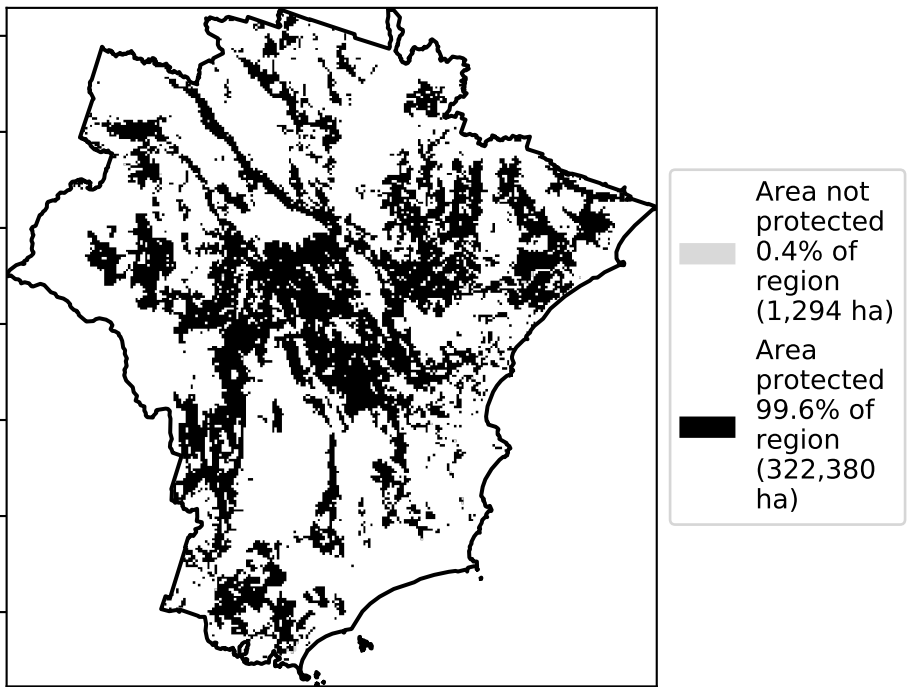 Area not
protected
0.4% of
region
(1,294 ha)
Area
protected
99.6% of
region
(322,380
ha)